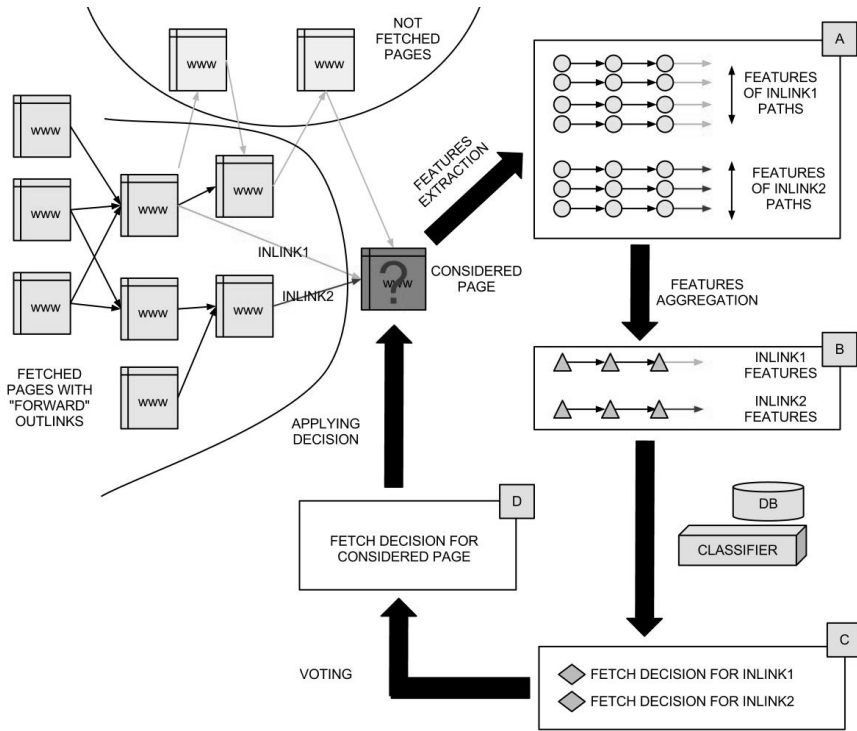 NOT
FETCHED
PAGES
WWW
WWW
WWW
WWW
WWW
WWW
WWW
WWW
WWW
WWW
INLINK1
INLINK2
?
WWW
CONSIDERED
PAGE
FETCHED
PAGES WITH
"FORWARD"
OUTLINKS
FEATURES
EXTRACTION
A
FEATURES
OF INLINK1
PATHS
FEATURES
OF INLINK2
PATHS
FEATURES
AGGREGATION
B
INLINK1
FEATURES
INLINK2
FEATURES
DB
CLASSIFIER
C
FETCH DECISION FOR INLINK1
FETCH DECISION FOR INLINK2
VOTING
D
FETCH DECISION FOR
CONSIDERED PAGE
APPLYING
DECISION